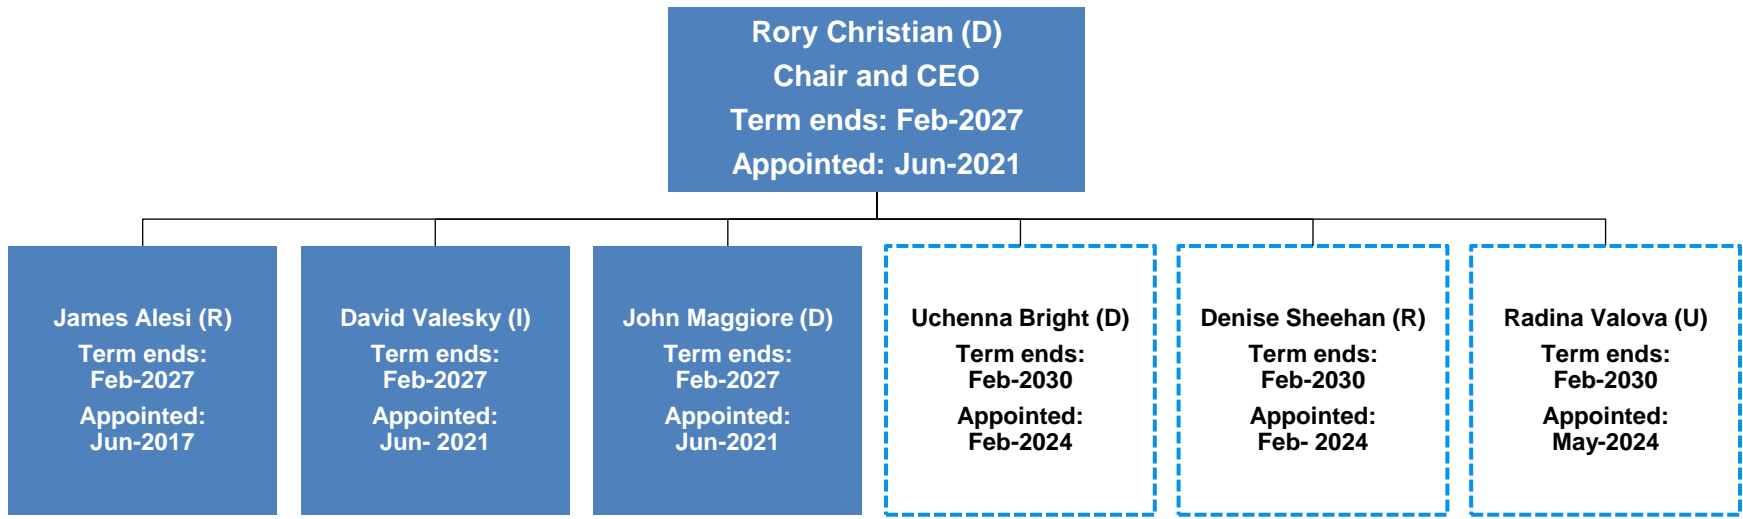 Rory Christian (D)
Chair and CEO
Term ends: Feb-2027
Appointed: Jun-2021
James Alesi (R)
Term ends:
Feb-2027
Appointed:
Jun-2017
David Valesky (I)
Term ends:
Feb-2027
Appointed:
Jun- 2021
John Maggiore (D)
Term ends:
Feb-2027
Appointed:
Jun-2021
Uchenna Bright (D)
Term ends:
Feb-2030
Appointed:
Feb-2024
Denise Sheehan (R)
Term ends:
Feb-2030
Appointed:
Feb- 2024
Radina Valova (U)
Term ends:
Feb-2030
Appointed:
May-2024